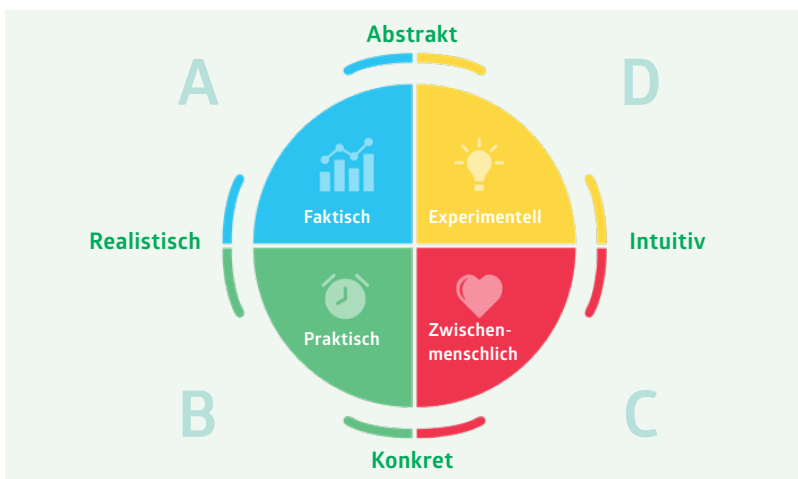 Abstrakt
A
D
Faktisch
Experimentell
Realistisch
Intuitiv
Praktisch
Zwischen-
menschlich
B
C
Konkret